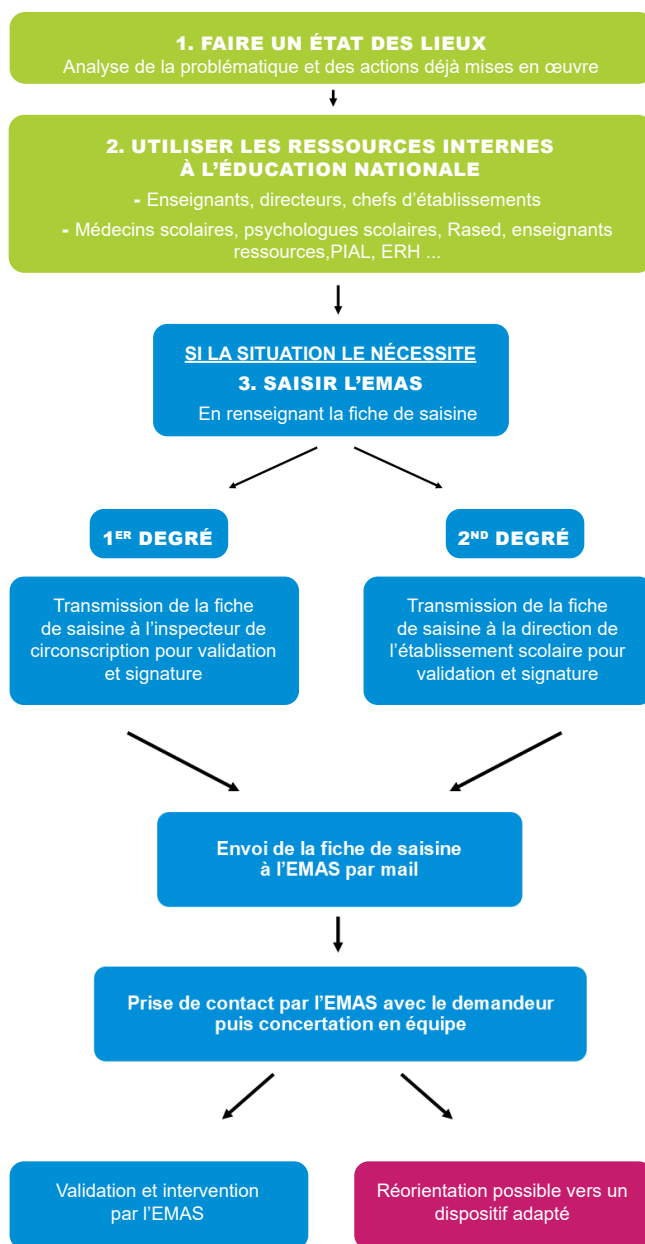 1. FAIRE UN ÉTAT DES LIEUX
Analyse de la problématique et des actions déjà mises en œuvre
2. UTILISER LES RESSOURCES INTERNES
À L’ÉDUCATION NATIONALE
- Enseignants, directeurs, chefs d’établissements
- Médecins scolaires, psychologues scolaires, Rased, enseignants
ressources,PIAL, ERH ...
SI LA SITUATION LE NÉCESSITE
3. SAISIR L’EMAS
En renseignant la fiche de saisine
1ER DEGRÉ
Transmission de la fiche
de saisine à l’inspecteur de
circonscription pour validation
et signature
2ND DEGRÉ
Transmission de la fiche
de saisine à la direction de
l’établissement scolaire pour
validation et signature
Envoi de la fiche de saisine
à l’EMAS par mail
Prise de contact par l’EMAS avec le demandeur
puis concertation en équipe
Validation et intervention
par l’EMAS
Réorientation possible vers un
dispositif adapté